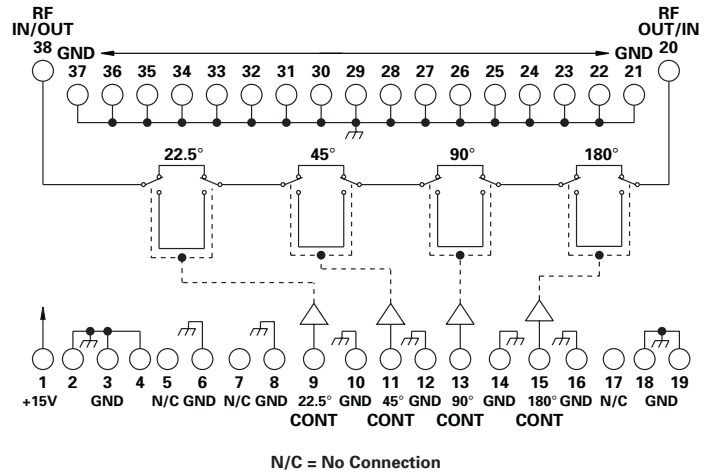 RF IN/OUT
RF OUT/IN
38 GND GND 20
37 36 35 34 33 32 31 30 29 28 27 26 25 24 23 22 21
22.5° 45° 90° 180°
1 2 3 4 5 6 7 8 9 10 11 12 13 14 15 16 17 18 19
+15V GND N/C GND N/C GND 22.5° GND 45° GND 90° GND 180° GND N/C GND
CONT CONT CONT CONT
N/C = No Connection